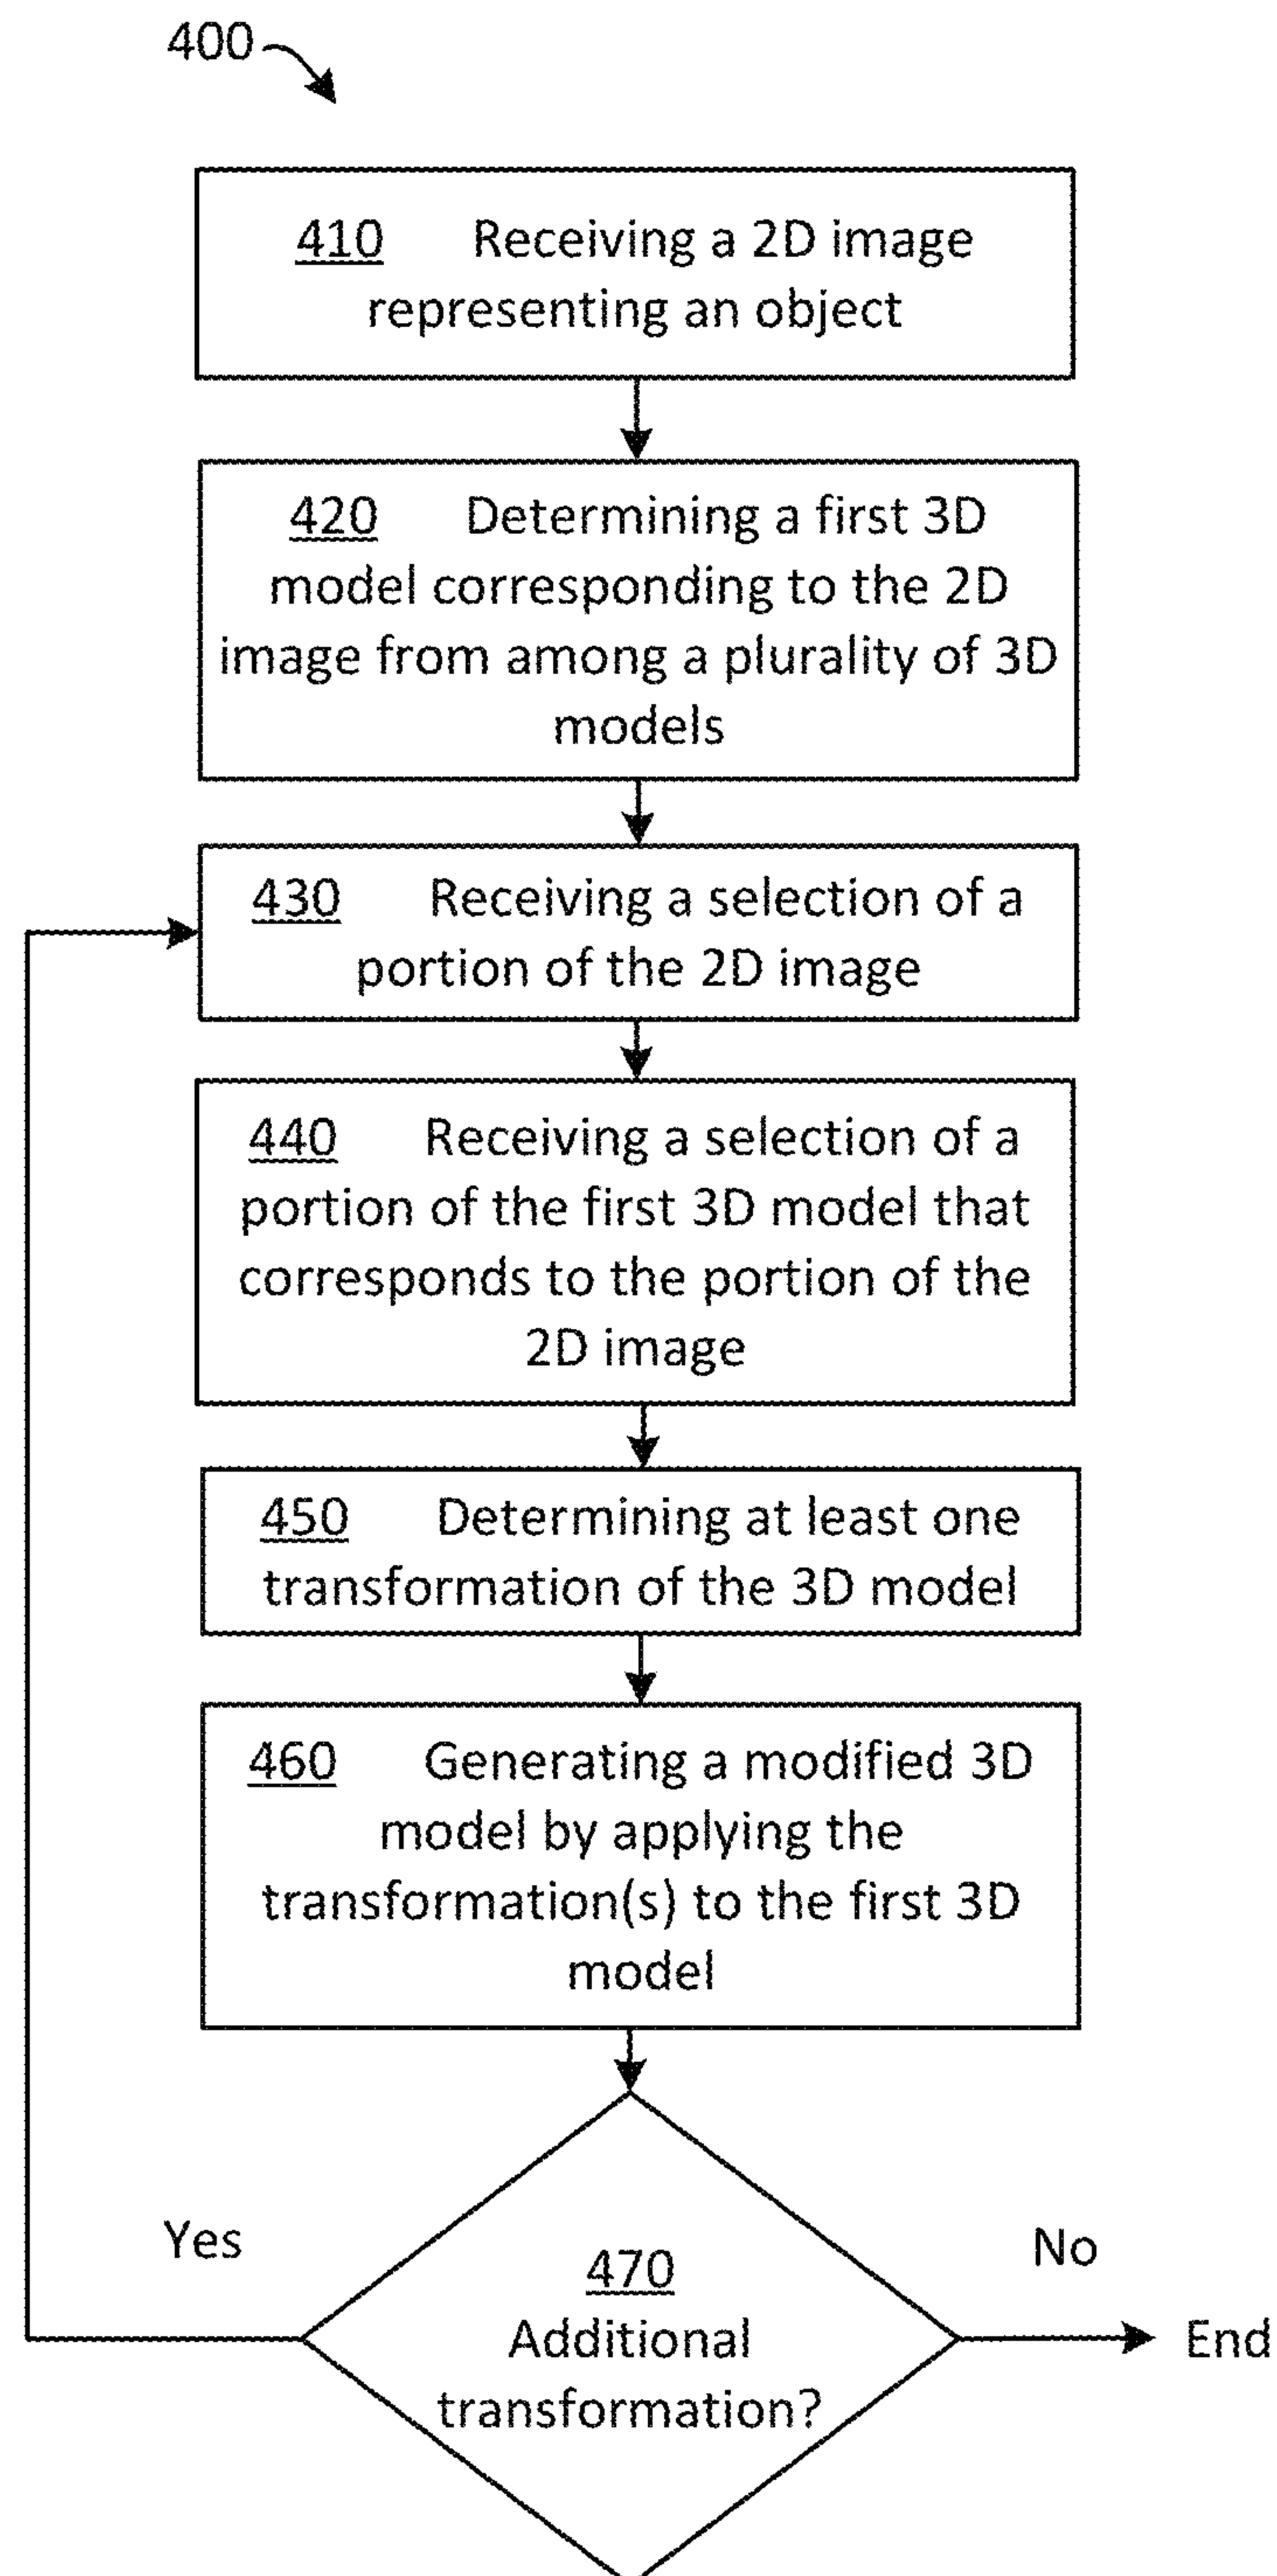 400
410 Receiving a 2D image
representing an object
420 Determining a first 3D
model corresponding to the 2D
image from among a plurality of 3D
models
430 Receiving a selection of a
portion of the 2D image
440 Receiving a selection of a
portion of the first 3D model that
corresponds to the portion of the
2D image
450 Determining at least one
transformation of the 3D model
460 Generating a modified 3D
model by applying the
transformation(s) to the first 3D
model
Yes
No
470
Additional
transformation?
End